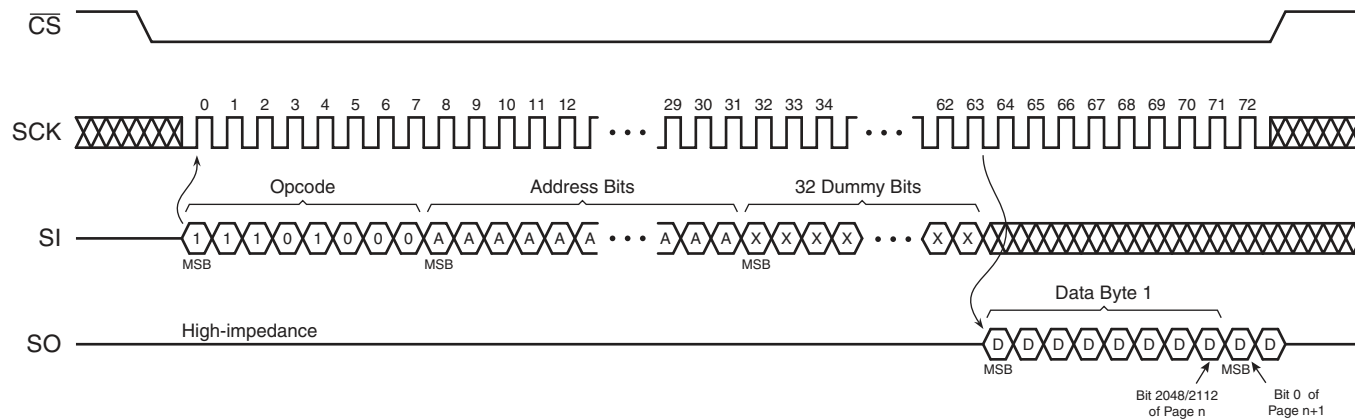 CS
0 1 2 3 4 5 6 7 8 9 10 11 12 29 30 31 32 33 34 62 63 64 65 66 67 68 69 70 71 72
SCK
Opcode Address Bits 32 Dummy Bits
SI 1 1 1 0 1 0 0 0 A A A A A A A A A X X X X X X
MSB MSB MSB
Data Byte 1
High-impedance
SO D D D D D D D D D D
MSB MSB
Bit 2048/2112 of Page n
Bit 0 of Page n+1